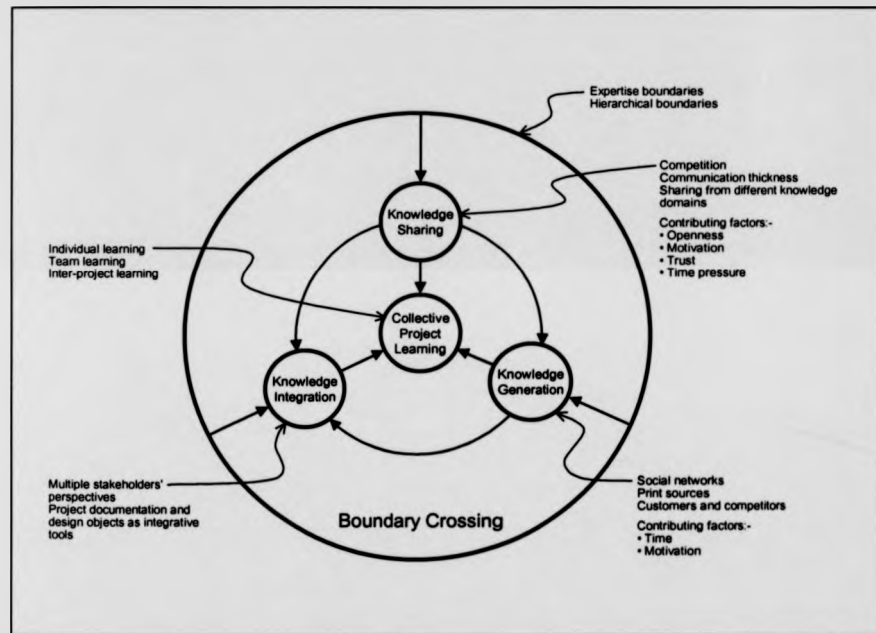 Expertise boundaries
Hierarchical boundaries
Competition
Communication thickness
Sharing from different knowledge
domains
Contributing factors:-
• Openness
• Motivation
• Trust
• Time pressure
Knowledge
Sharing
Individual learning
Team learning
Inter-project learning
Collective
Project
Learning
Knowledge
Integration
Knowledge
Generation
Multiple stakeholders'
perspectives
Project documentation and
design objects as integrative
tools
Social networks
Print sources
Customers and competitors
Contributing factors:-
• Time
• Motivation
Boundary Crossing